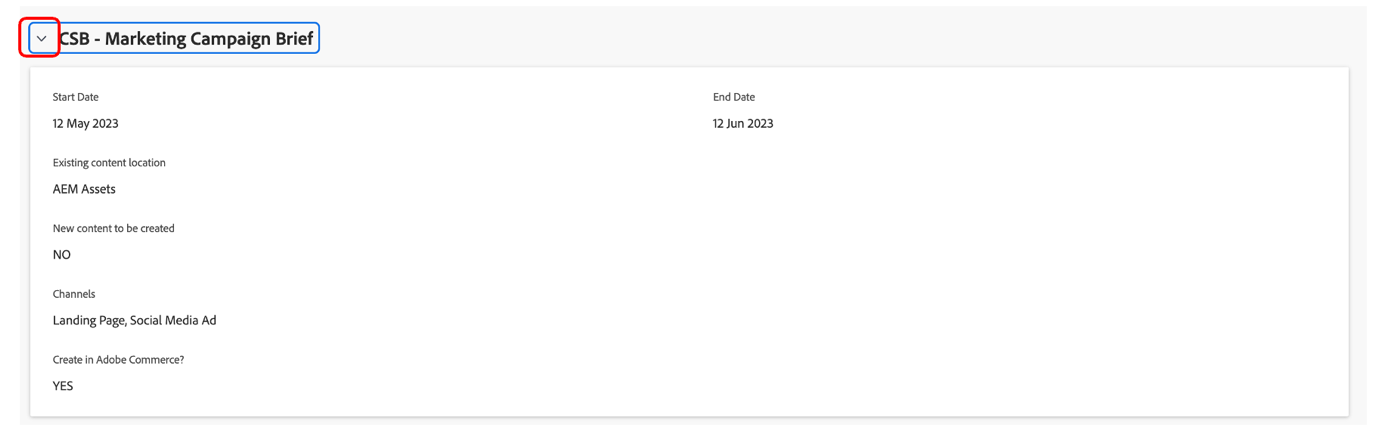 CSB - Marketing Campaign Brief
Start Date
End Date
12 May 2023
12 Jun 2023
Existing content location
AEM Assets
New content to be created
NO
Channels
Landing Page, Social Media Ad
Create in Adobe Commerce?
YES